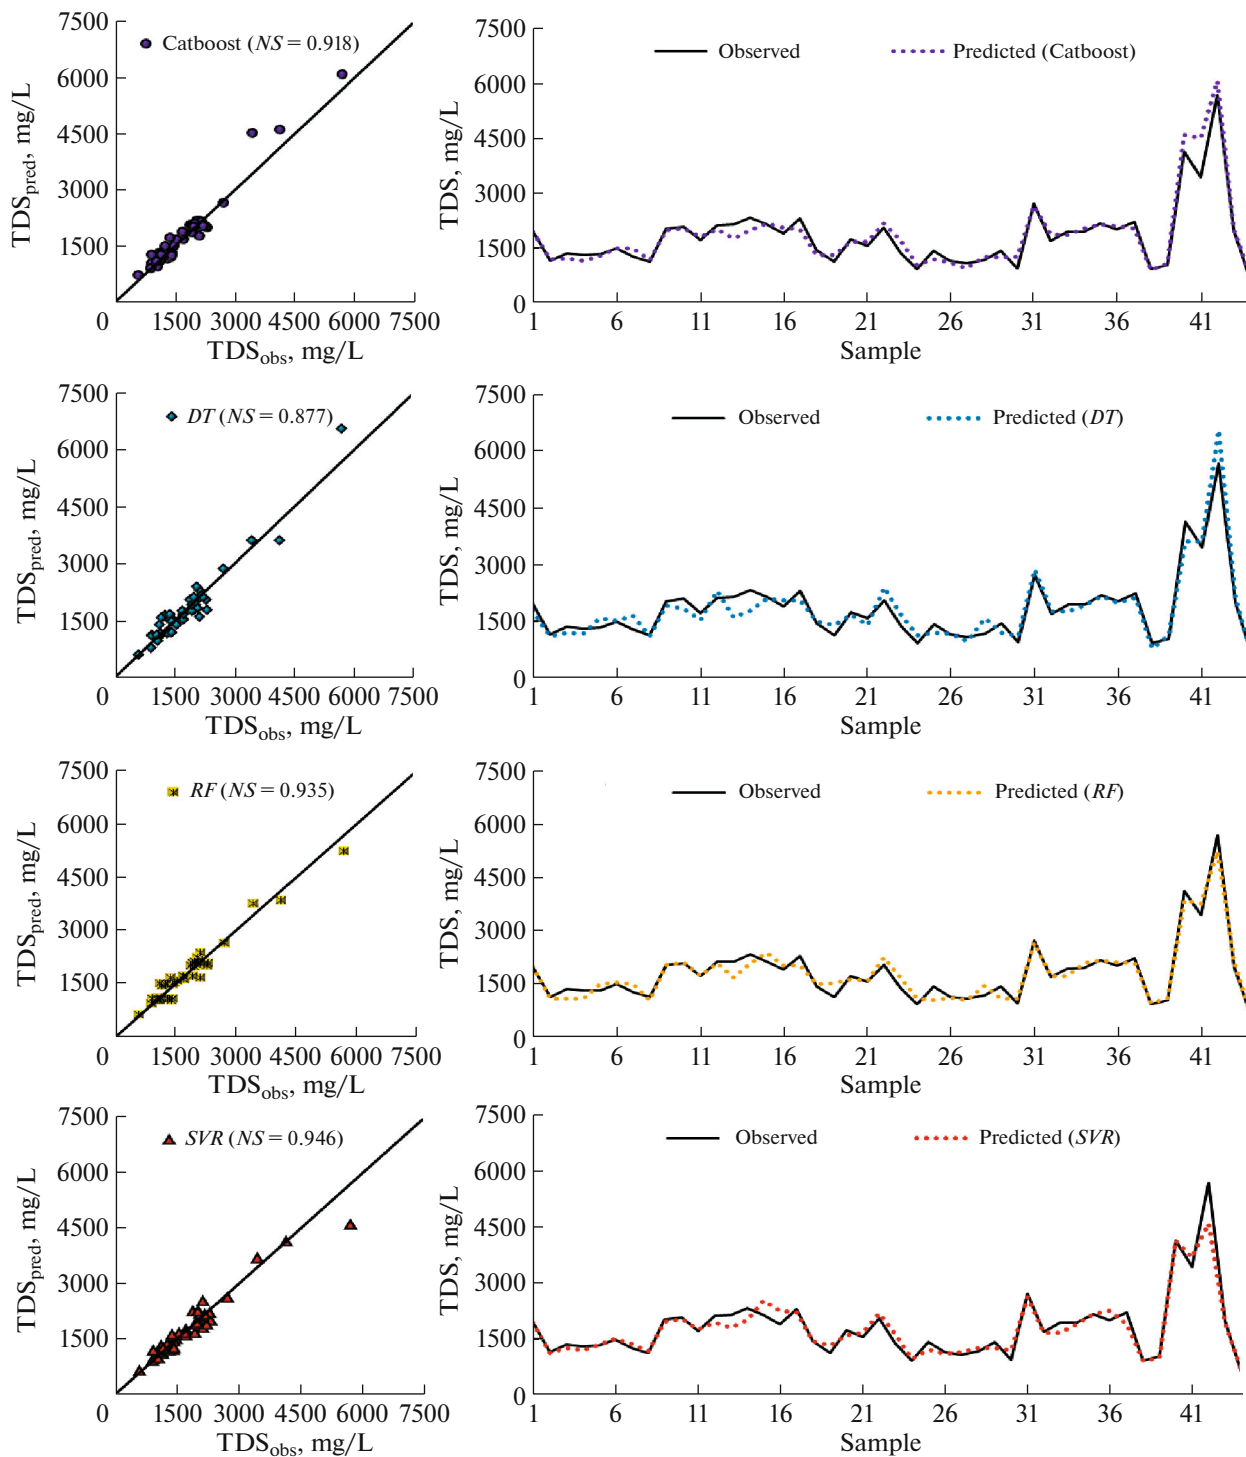 7500
6000
4500
3000
1500
0
1500 3000 4500 6000 7500
TDSpred, mg/L
TDSobs, mg/L
Catboost (NS = 0.918)
7500
6000
4500
3000
1500
0
1 6 11 16 21 26 31 36 41
TDS, mg/L
Sample
Observed
Predicted (Catboost)
7500
6000
4500
3000
1500
0
1500 3000 4500 6000 7500
TDSpred, mg/L
TDSobs, mg/L
DT (NS = 0.877)
7500
6000
4500
3000
1500
0
1 6 11 16 21 26 31 36 41
TDS, mg/L
Sample
Observed
Predicted (DT)
7500
6000
4500
3000
1500
0
1500 3000 4500 6000 7500
TDSpred, mg/L
TDSobs, mg/L
RF (NS = 0.935)
7500
6000
4500
3000
1500
0
1 6 11 16 21 26 31 36 41
TDS, mg/L
Sample
Observed
Predicted (RF)
7500
6000
4500
3000
1500
0
1500 3000 4500 6000 7500
TDSpred, mg/L
TDSobs, mg/L
SVR (NS = 0.946)
7500
6000
4500
3000
1500
0
1 6 11 16 21 26 31 36 41
TDS, mg/L
Sample
Observed
Predicted (SVR)